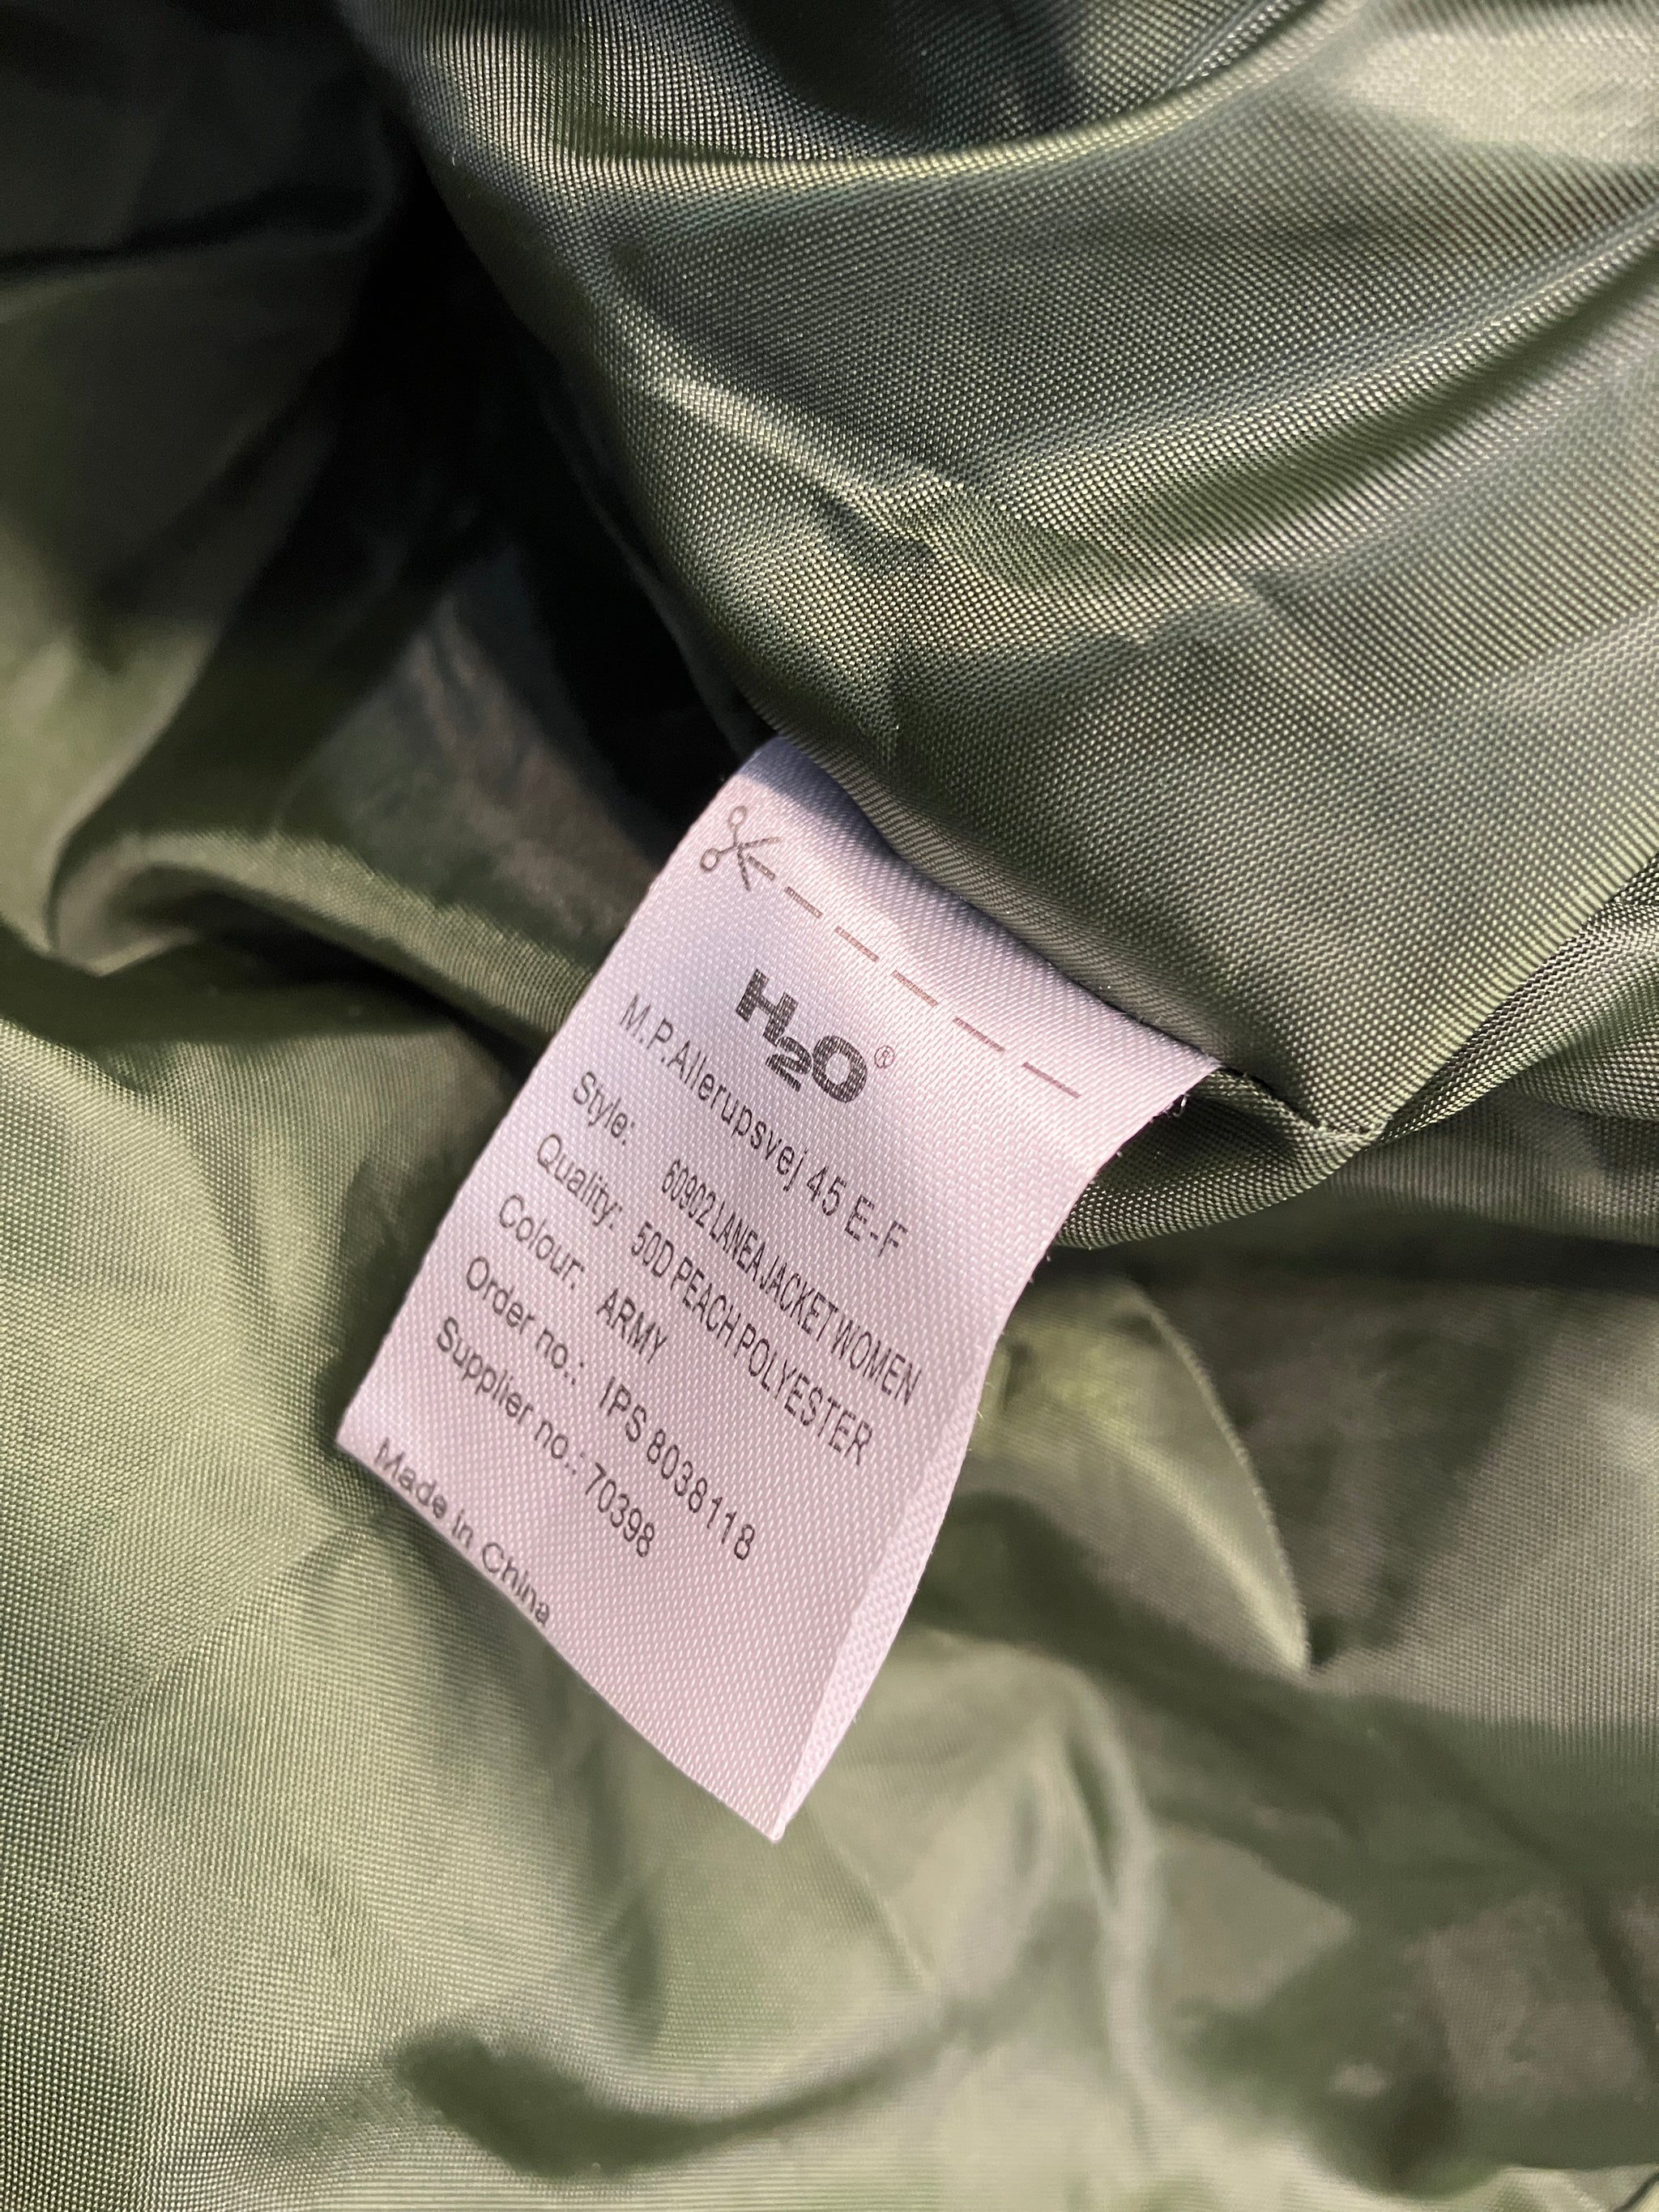 H2O®
M.P.Allerupsvej 45 E-F
Style: 60902 LANEA JACKET WOMEN
Quality: 50D PEACH POLYESTER
Colour: ARMY
Order no.: IPS 8038118
Supplier no.: 70398
Made in China